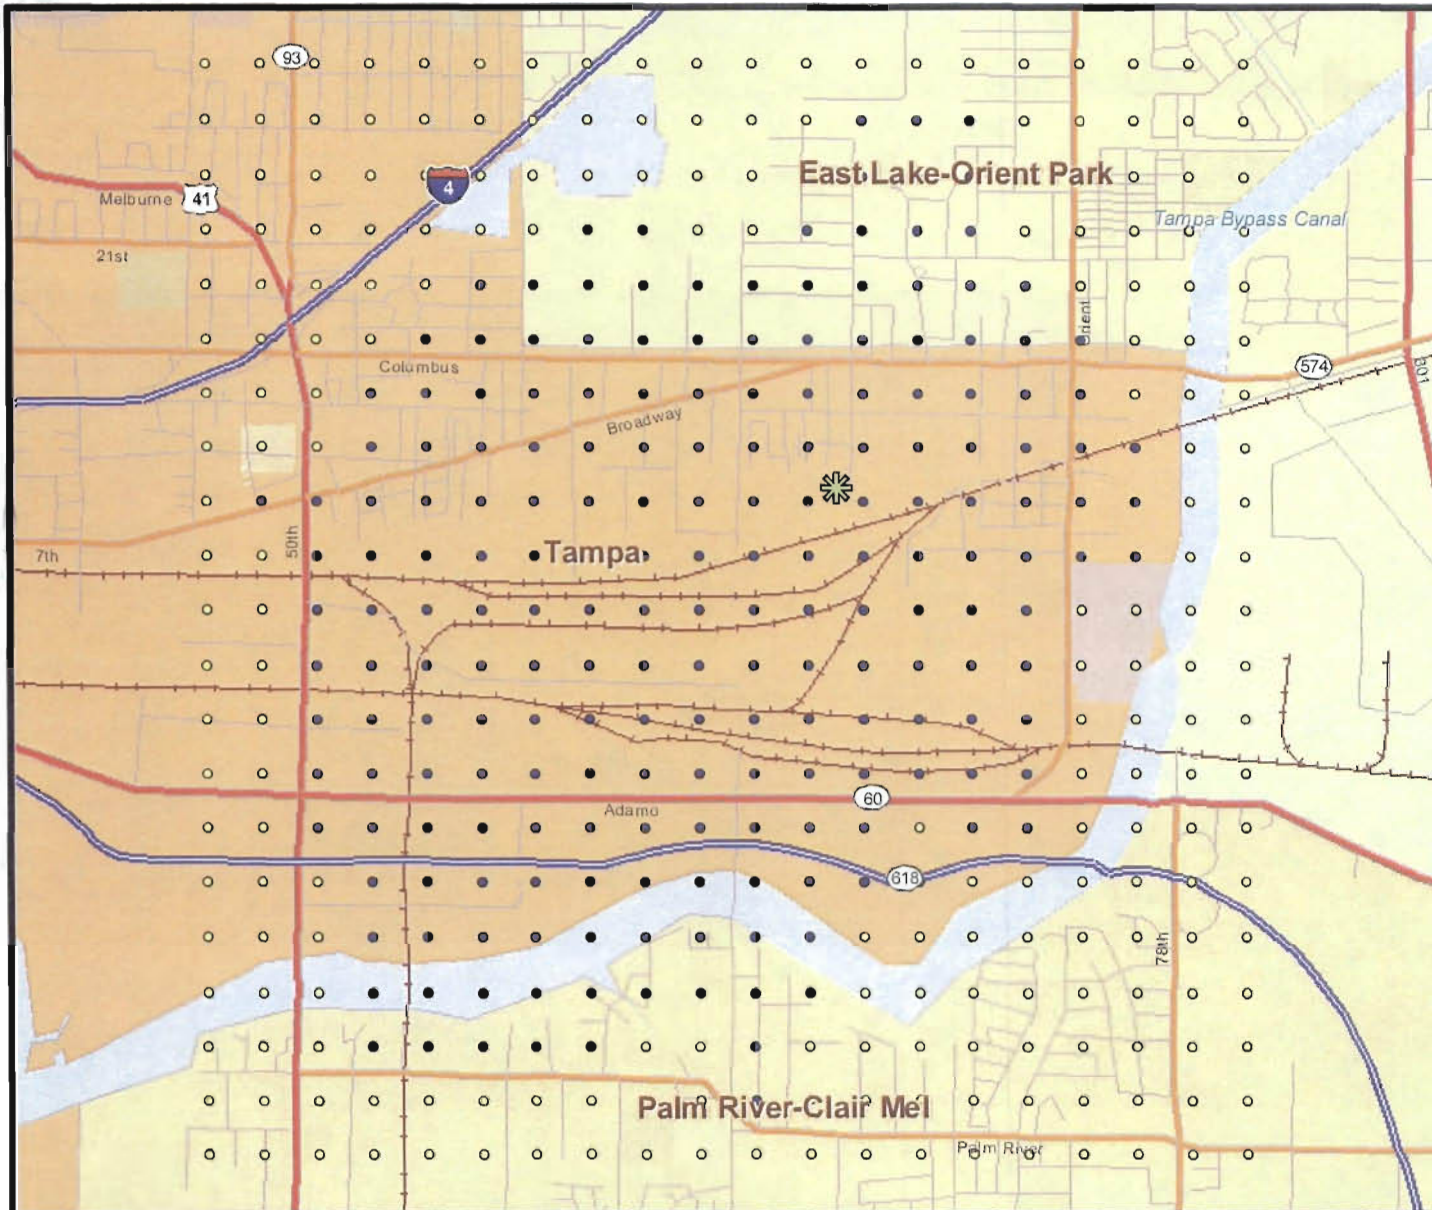 93
East Lake-Orient Park
4
Melburne
41
Tampa Bypass Canal
21st
Orient
Columbus
574
301
Broadway
50th
7th
Tampa
60
Adamo
618
78th
Palm River-Clair Mel
Palm River